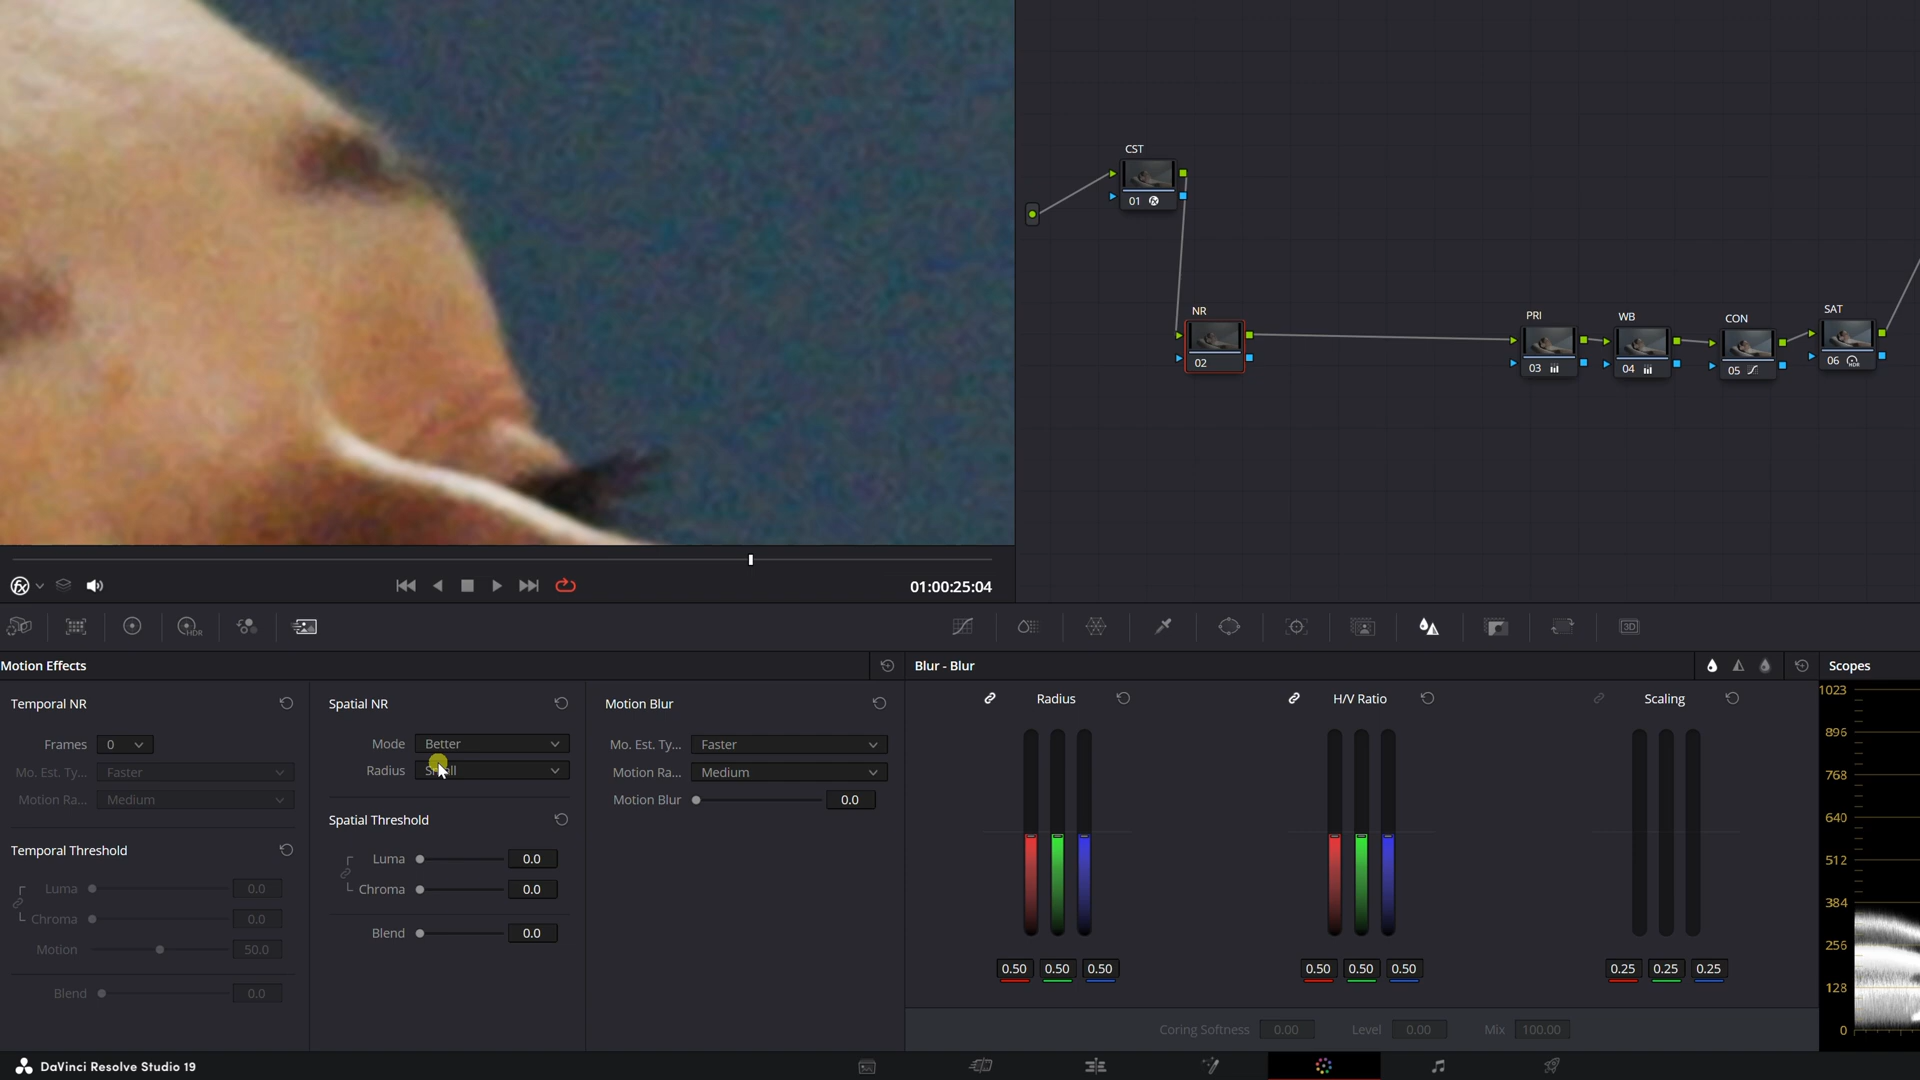 CST
01
NR
02
PRI
03
WB
04
CON
05
SAT
06
HDR
01:00:25:04
HDR
3D
Motion Effects
Blur - Blur
Scopes
Temporal NR
Frames 0
Mo. Est. Ty... Faster
Motion Ra... Medium
Temporal Threshold
Luma 0.0
Chroma 0.0
Motion 50.0
Blend 0.0
Spatial NR
Mode Better
Radius
Spatial Threshold
Luma 0.0
Chroma 0.0
Blend 0.0
Motion Blur
Mo. Est. Ty... Faster
Motion Ra... Medium
Motion Blur 0.0
Radius
0.50 0.50 0.50
H/V Ratio
0.50 0.50 0.50
Scaling
0.25 0.25 0.25
Coring Softness 0.00 Level 0.00 Mix 100.00
1023
896
768
640
512
384
256
128
0
DaVinci Resolve Studio 19